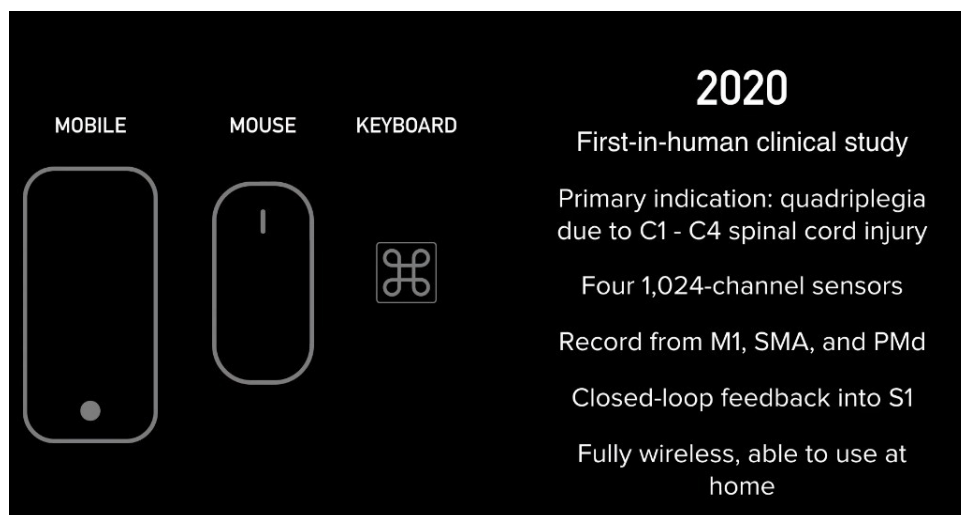 MOBILE
MOUSE
KEYBOARD
2020
First-in-human clinical study
Primary indication: quadriplegia
due to C1 - C4 spinal cord injury
Four 1,024-channel sensors
Record from M1, SMA, and PMd
Closed-loop feedback into S1
Fully wireless, able to use at
home